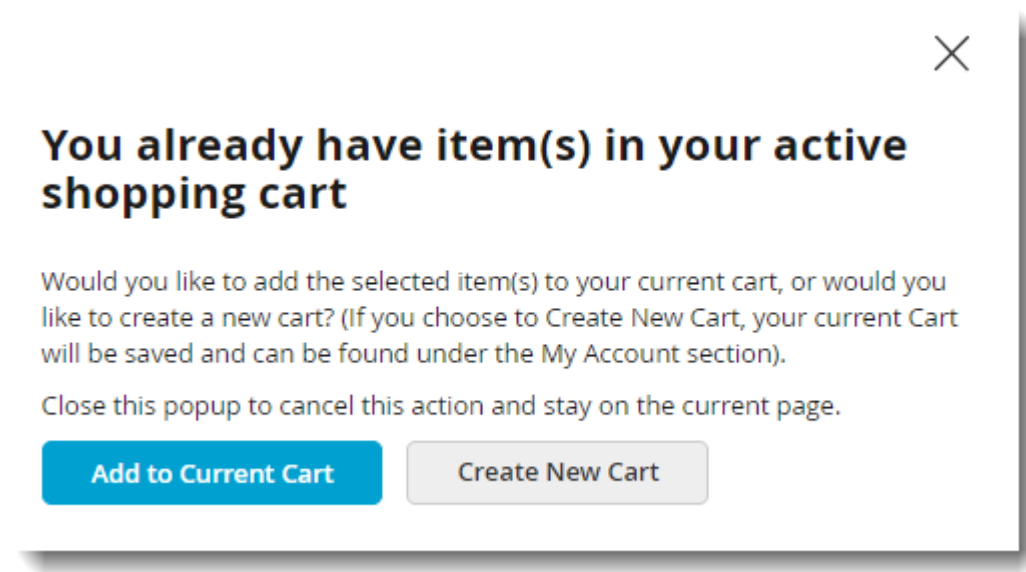 You already have item(s) in your active
shopping cart
Would you like to add the selected item(s) to your current cart, or would you
like to create a new cart? (If you choose to Create New Cart, your current Cart
will be saved and can be found under the My Account section).
Close this popup to cancel this action and stay on the current page.
Add to Current Cart
Create New Cart